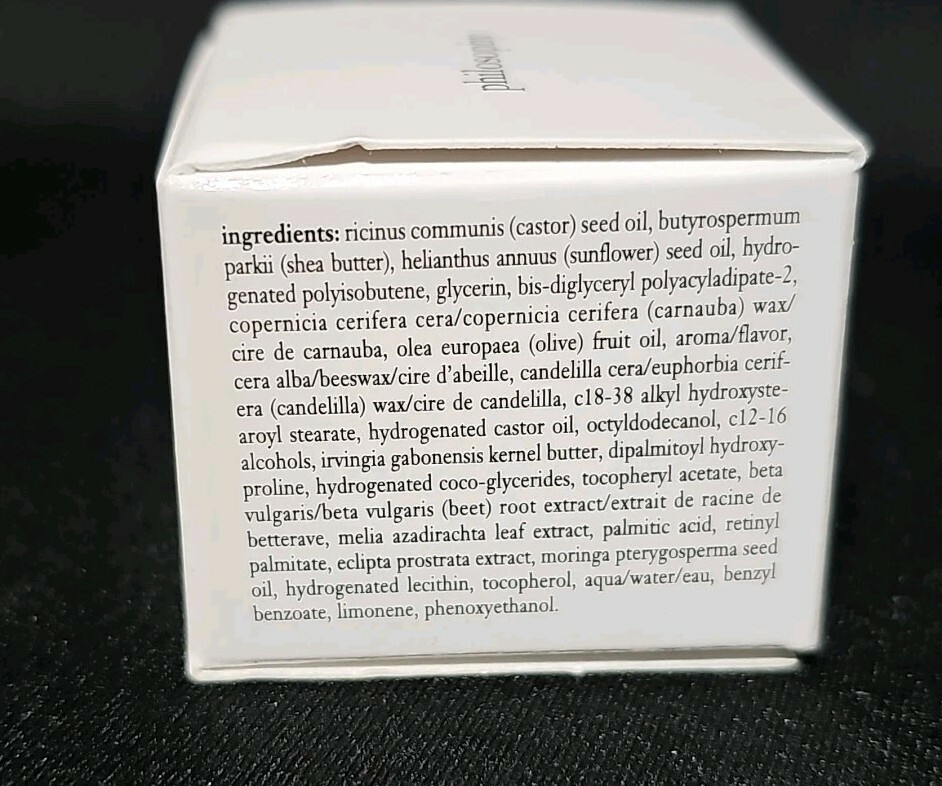 philosophy
ingredients: ricinus communis (castor) seed oil, butyrospermum
parkii (shea butter), helianthus annuus (sunflower) seed oil, hydro-
genated polyisobutene, glycerin, bis-diglyceryl polyacyladipate-2,
copernicia cerifera cera/copernicia cerifera (carnauba) wax/
cire de carnauba, olea europaea (olive) fruit oil, aroma/flavor,
cera alba/beeswax/cire d'abeille, candelilla cera/euphorbia cerif-
era (candelilla) wax/cire de candelilla, c18-38 alkyl hydroxyste-
aroyl stearate, hydrogenated castor oil, octyldodecanol, c12-16
alcohols, irvingia gabonensis kernel butter, dipalmitoyl hydroxy-
proline, hydrogenated coco-glycerides, tocopheryl acetate, beta
vulgaris/beta vulgaris (beet) root extract/extrait de racine de
betterave, melia azadirachta leaf extract, palmitic acid, retinyl
palmitate, eclipta prostrata extract, moringa pterygosperma seed
oil, hydrogenated lecithin, tocopherol, aqua/water/eau, benzyl
benzoate, limonene, phenoxyethanol.